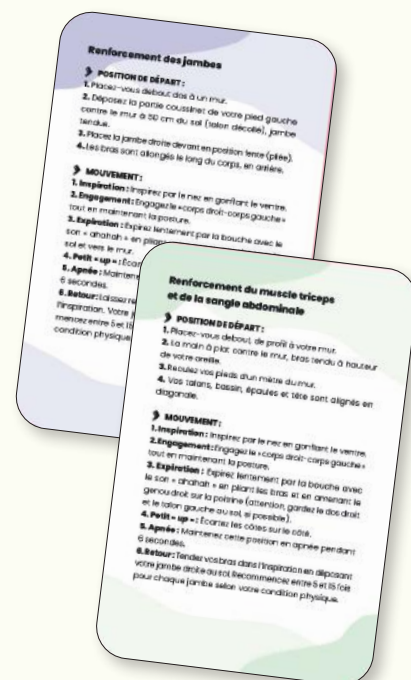 Renforcement des jambes
POSITION DE DÉPART :
1. Placez-vous debout dos à un mur.
2. Déposez la partie coussinet de votre pied gauche
contre le mur à 50 cm du sol (talon décollé), jambe
tendue.
3. Placez la jambe droite devant en position fente (pliée).
4. Les bras sont allongés le long du corps, en arrière.
MOUVEMENT :
1. Inspiration : Inspirez par le nez en gonflant le ventre.
2. Engagement : Engagez le «corps droit-corps gauche»
tout en maintenant la posture.
3. Expiration : Expirez lentement par la bouche avec le
son « ahahah » en pliant
sol et vers le mur.
4. Petit « up » : Écar
5. Apnée : Mainten
6 secondes.
6. Retour : Laissez re
l'inspiration. Votre j
mencez entre 5 et 15
condition physique
Renforcement du muscle triceps
et de la sangle abdominale
POSITION DE DÉPART :
1. Placez-vous debout, de profil à votre mur.
2. La main à plat contre le mur, bras tendu à hauteur
de votre oreille.
3. Reculez vos pieds d'un mètre du mur.
4. Vos talons, bassin, épaules et tête sont alignés en
diagonale.
MOUVEMENT :
1. Inspiration : Inspirez par le nez en gonflant le ventre.
2. Engagement : Engagez le «corps droit-corps gauche»
tout en maintenant la posture.
3. Expiration : Expirez lentement par la bouche avec
le son « ahahah » en pliant les bras et en amenant le
genou droit sur la poitrine (attention, gardez le dos droit
et le talon gauche au sol, si possible).
4. Petit « up » : Écartez les côtes sur le côté.
5. Apnée : Maintenez cette position en apnée pendant
6 secondes.
6. Retour : Tendez vos bras dans l'inspiration en déposant
votre jambe droite au sol. Recommencez entre 5 et 15 fois
pour chaque jambe selon votre condition physique.